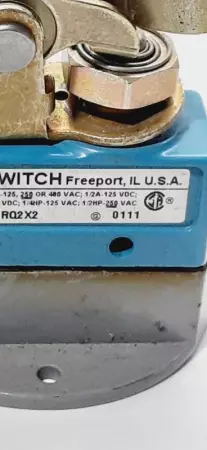 WITCH Freeport, IL U.S.A.
-125, 250 OR 480 VAC; 1/2A-125 VDC;
VDC; 1/4HP-125 VAC; 1/2HP-250 VAC
RQ2X2 0111